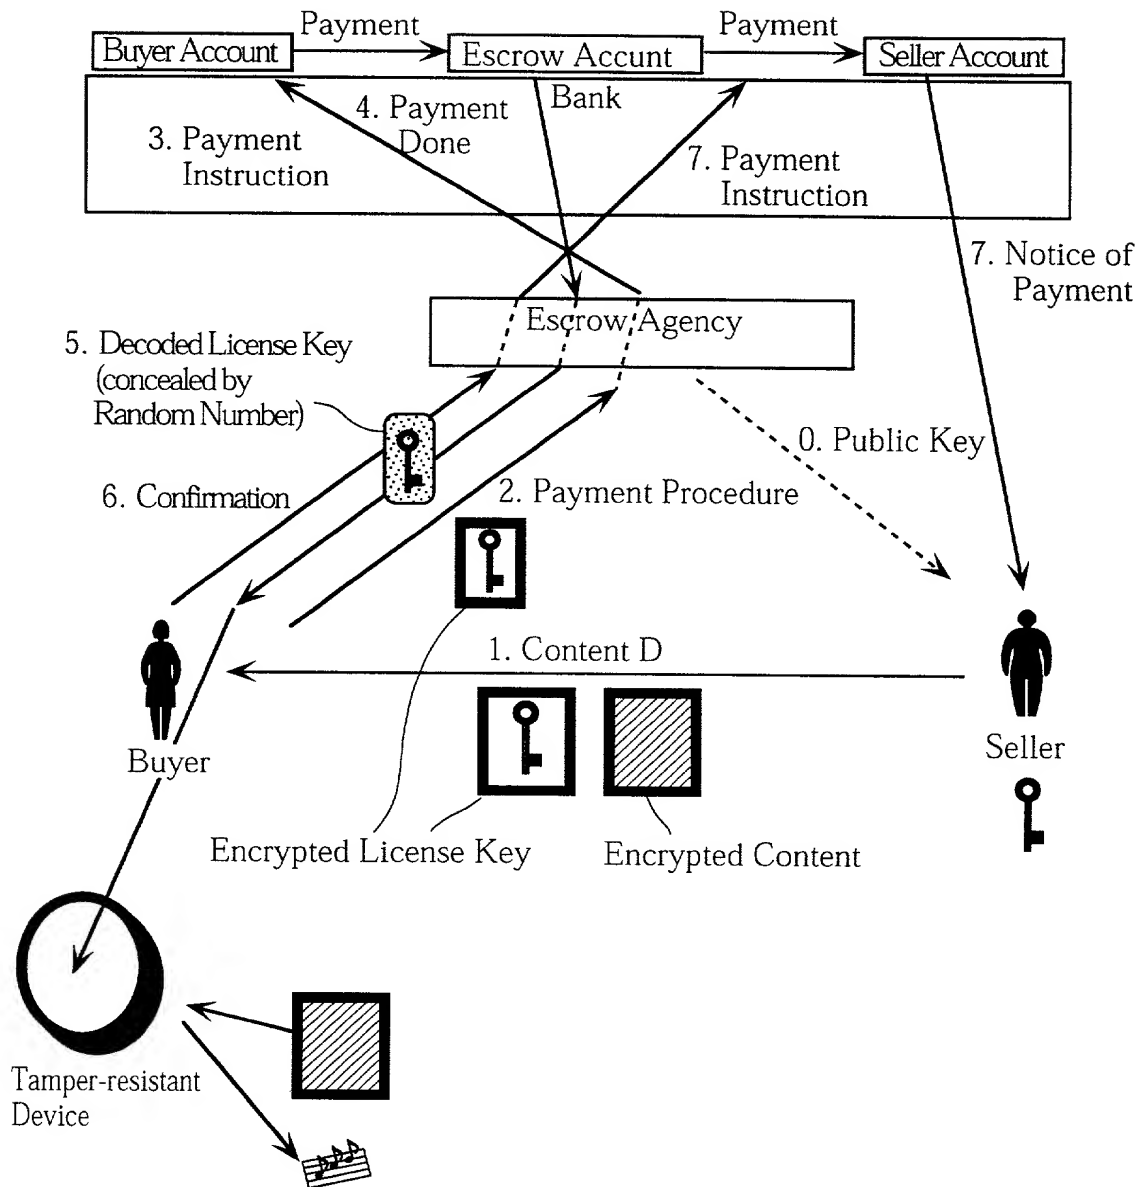 Payment
Payment
Buyer Account
Escrow Accunt
Seller Account
Bank
4. Payment
Done
3. Payment
Instruction
7. Payment
Instruction
7. Notice of
Payment
Escrow Agency
5. Decoded License Key
(concealed by
Random Number)
0. Public Key
6. Confirmation
2. Payment Procedure
1. Content D
Buyer
Seller
Encrypted License Key
Encrypted Content
Tamper-resistant
Device